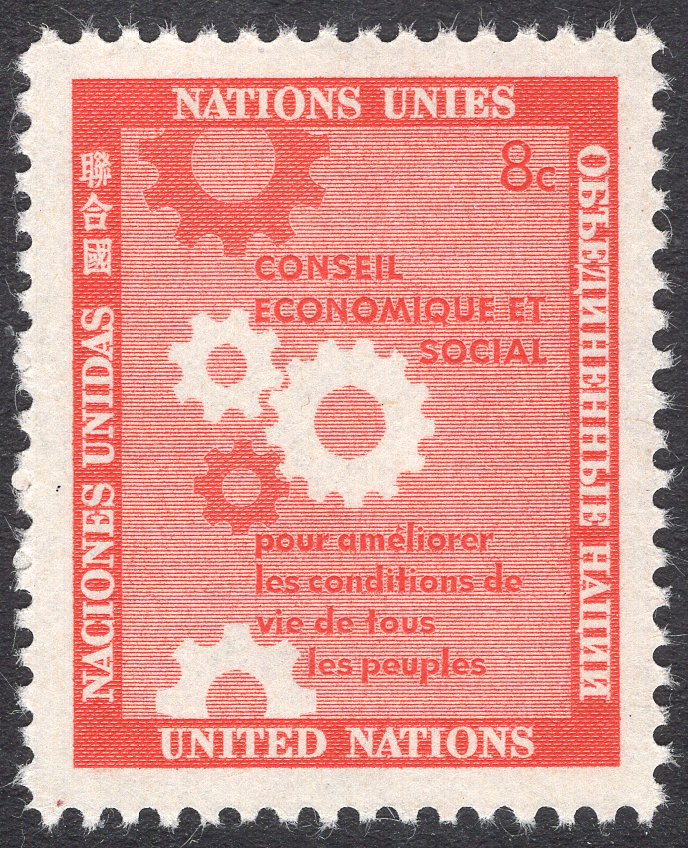 NATIONS UNIES
8c
聯合國
NACIONES UNIDAS
ОБЪЕДИНЕННЫЕ НАЦИИ
CONSEIL
ECONOMIQUE ET
SOCIAL
pour améliorer
les conditions de
vie de tous
les peuples
UNITED NATIONS